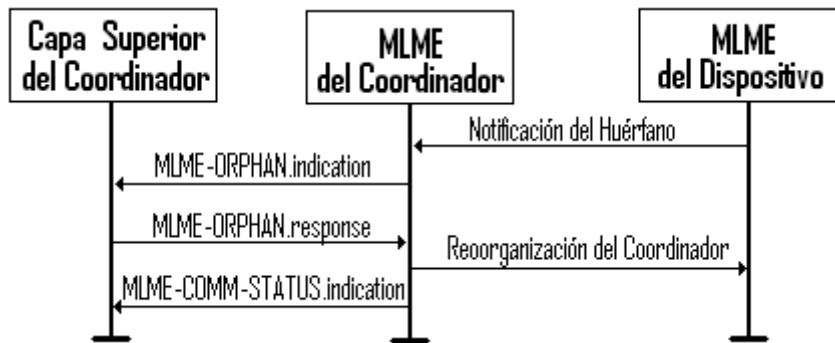 Capa Superior
del Coordinador
MLME
del Coordinador
MLME
del Dispositivo
Notificación del Huérfano
MLME-ORPHAN.indication
MLME-ORPHAN.response
Reoorganización del Coordinador
MLME-COMM-STATUS.indication